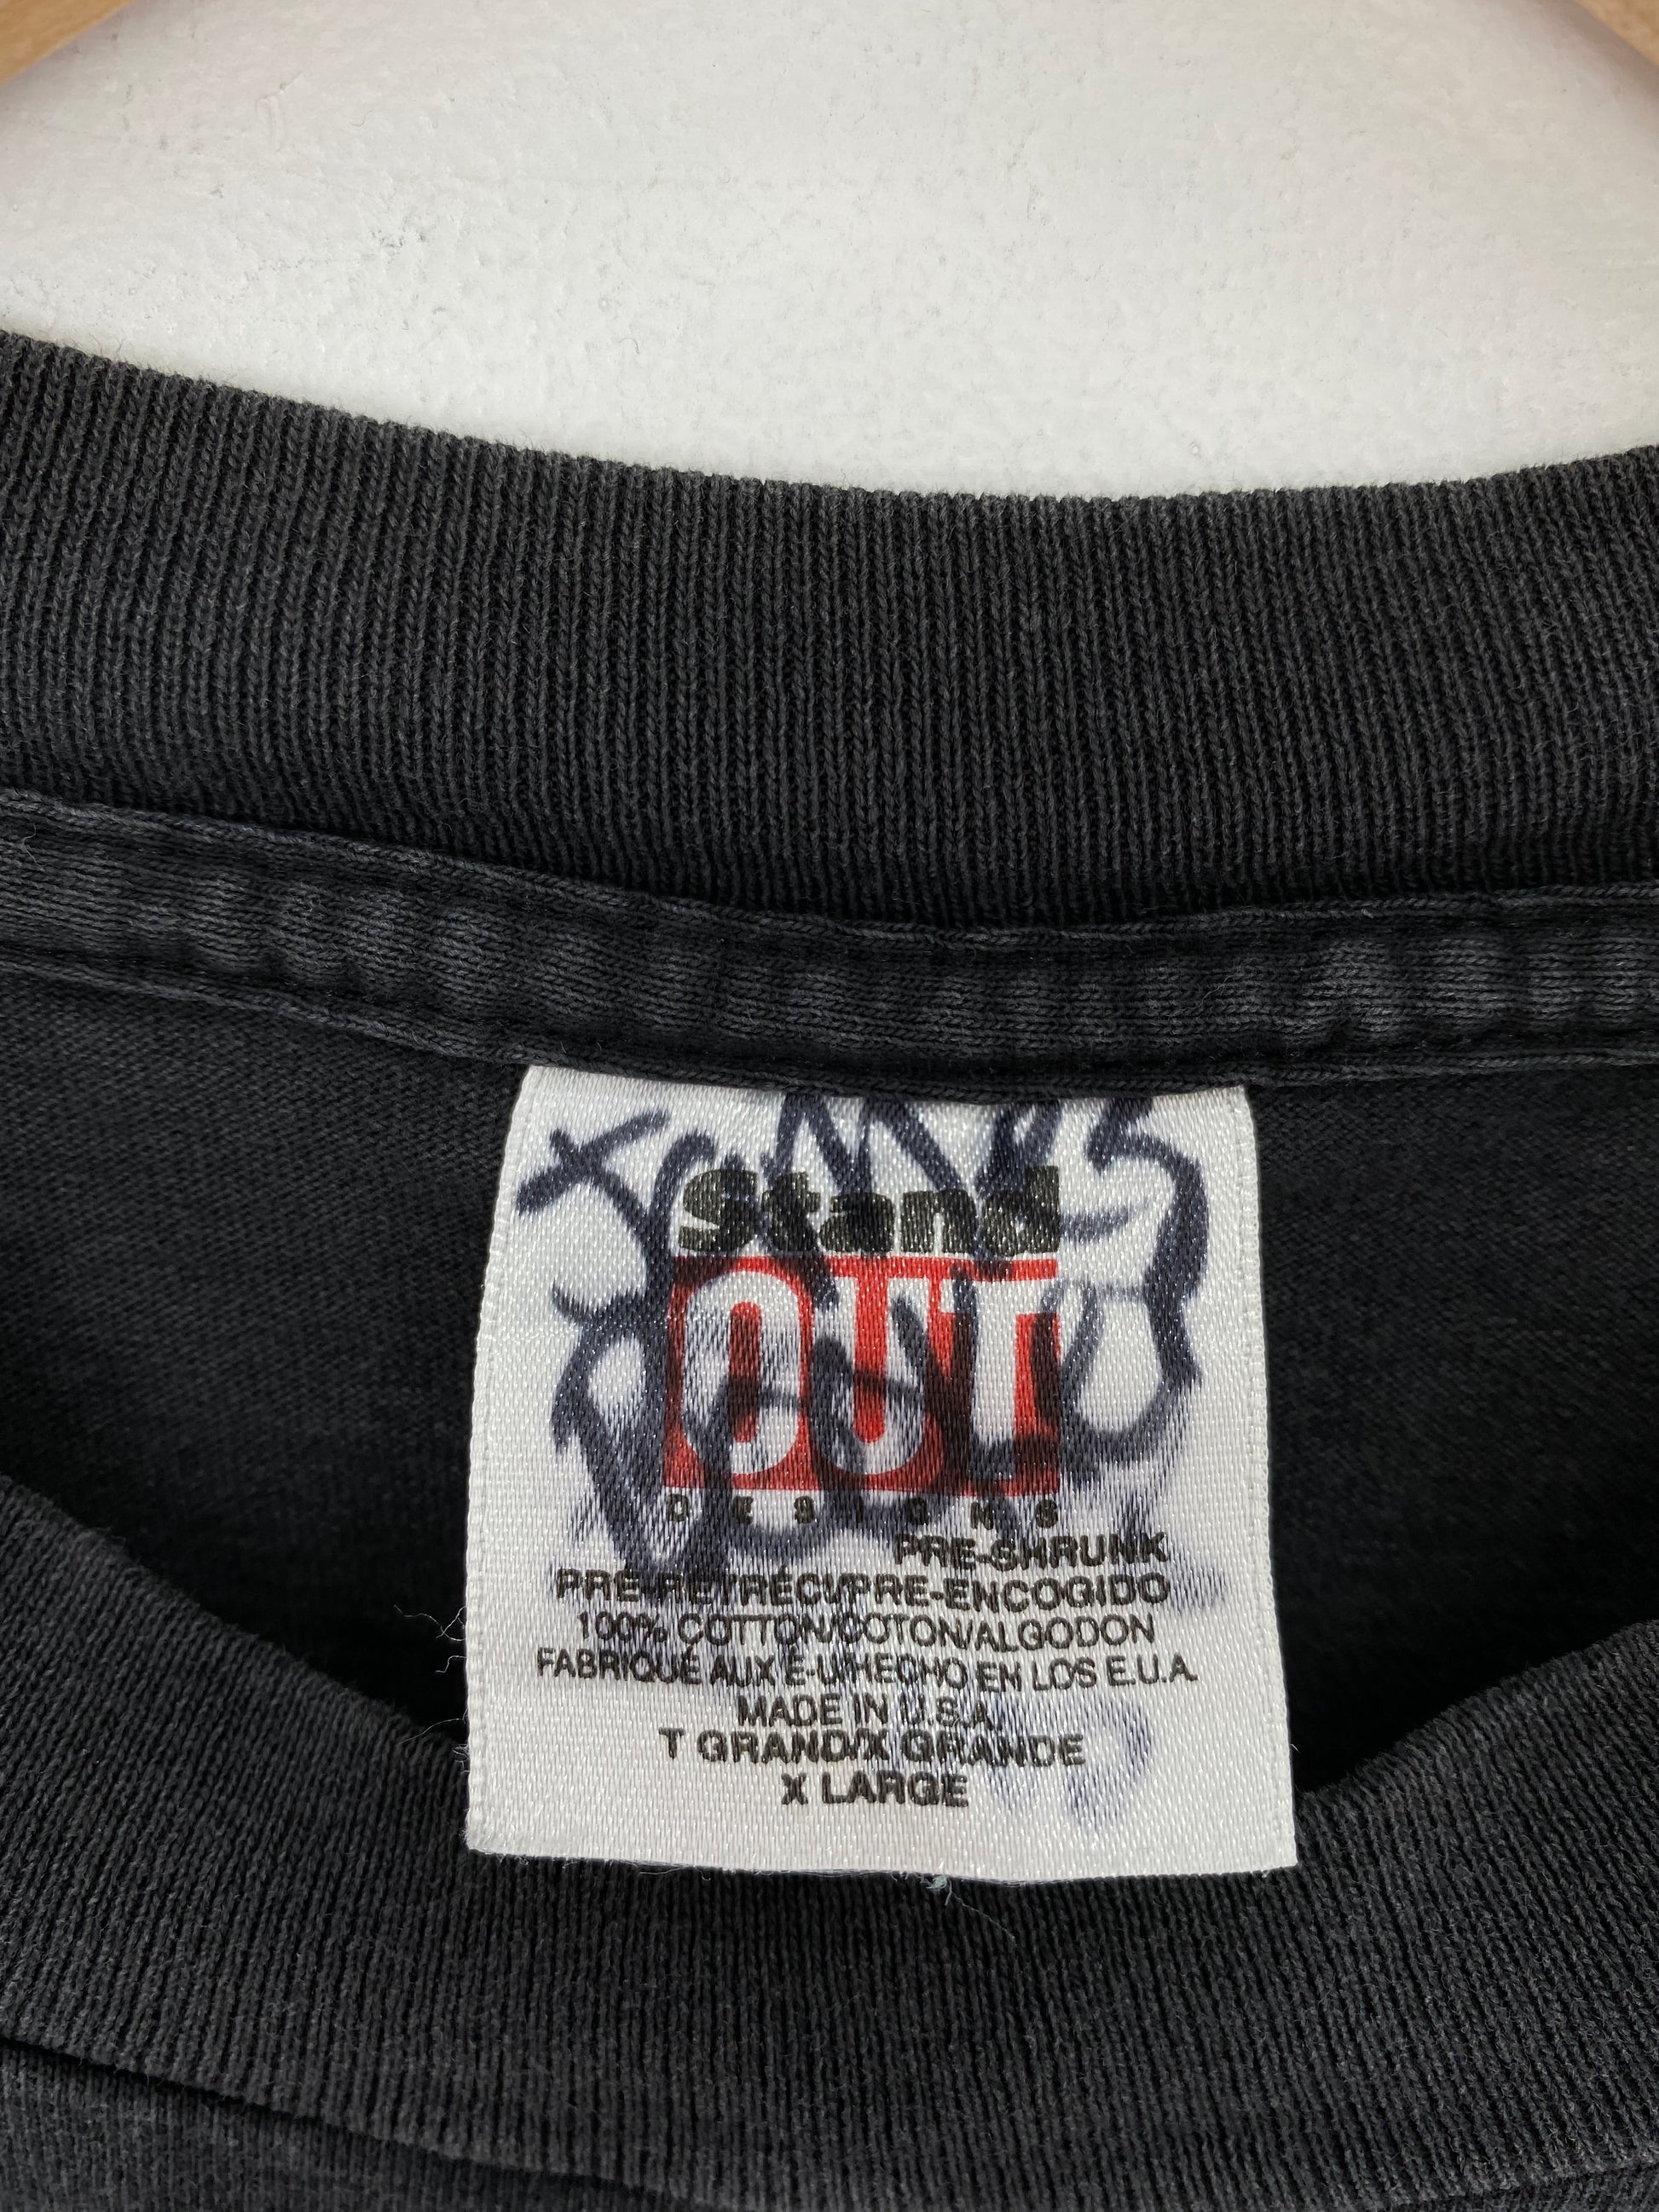 Stand
OUT
DESIGNS
PRE-SHRUNK
PRÉ-RETRÉCI/PRE-ENCOGIDO
100% COTTON/COTON/ALGODON
FABRIQUÉ AUX É-U/HECHO EN LOS E.U.A.
MADE IN U.S.A.
T GRAND/X GRANDE
X LARGE